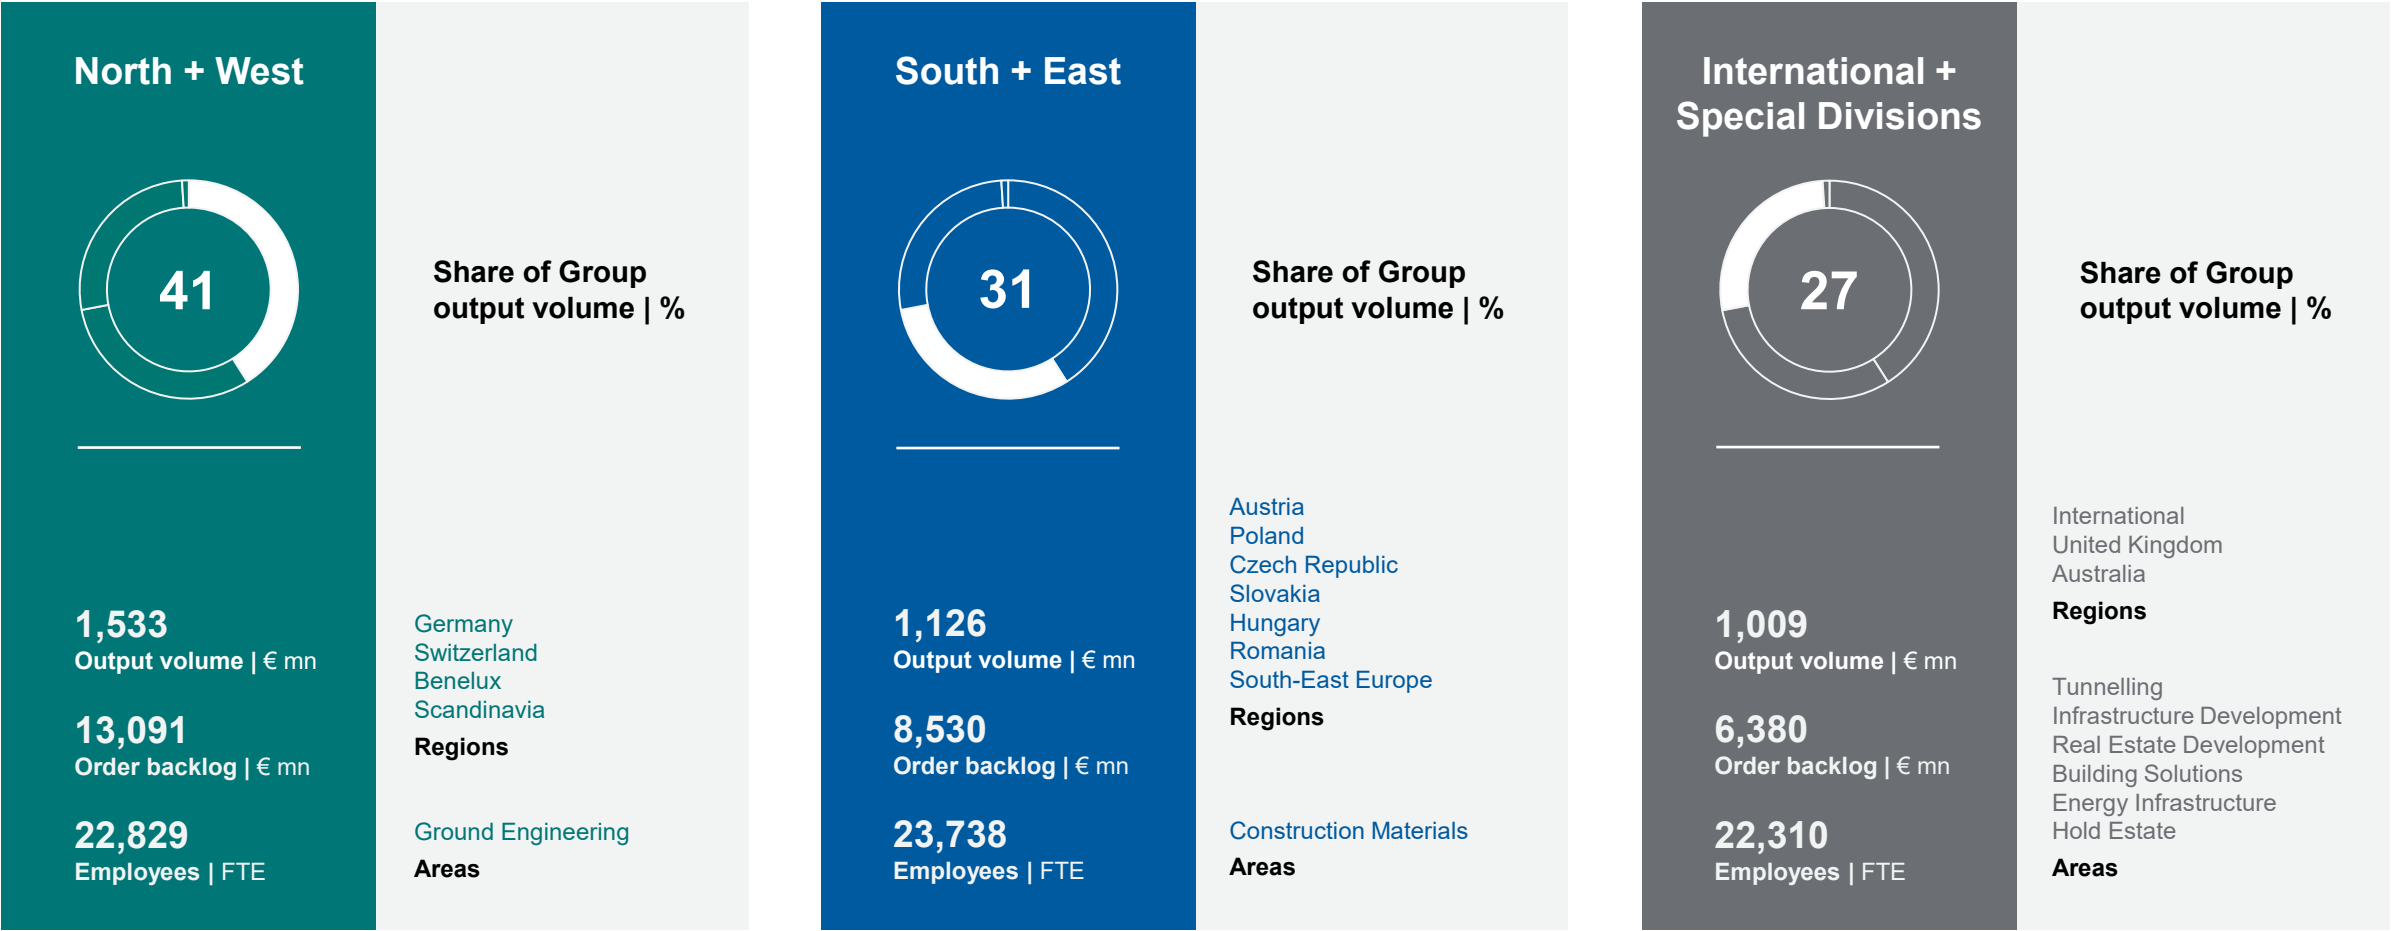 North + West
41
Share of Group
output volume | %
1,533
Output volume | € mn
13,091
Order backlog | € mn
22,829
Employees | FTE
Germany
Switzerland
Benelux
Scandinavia
Regions
Ground Engineering
Areas
South + East
31
Share of Group
output volume | %
1,126
Output volume | € mn
8,530
Order backlog | € mn
23,738
Employees | FTE
Austria
Poland
Czech Republic
Slovakia
Hungary
Romania
South-East Europe
Regions
Construction Materials
Areas
International +
Special Divisions
27
Share of Group
output volume | %
1,009
Output volume | € mn
6,380
Order backlog | € mn
22,310
Employees | FTE
International
United Kingdom
Australia
Regions
Tunnelling
Infrastructure Development
Real Estate Development
Building Solutions
Energy Infrastructure
Hold Estate
Areas